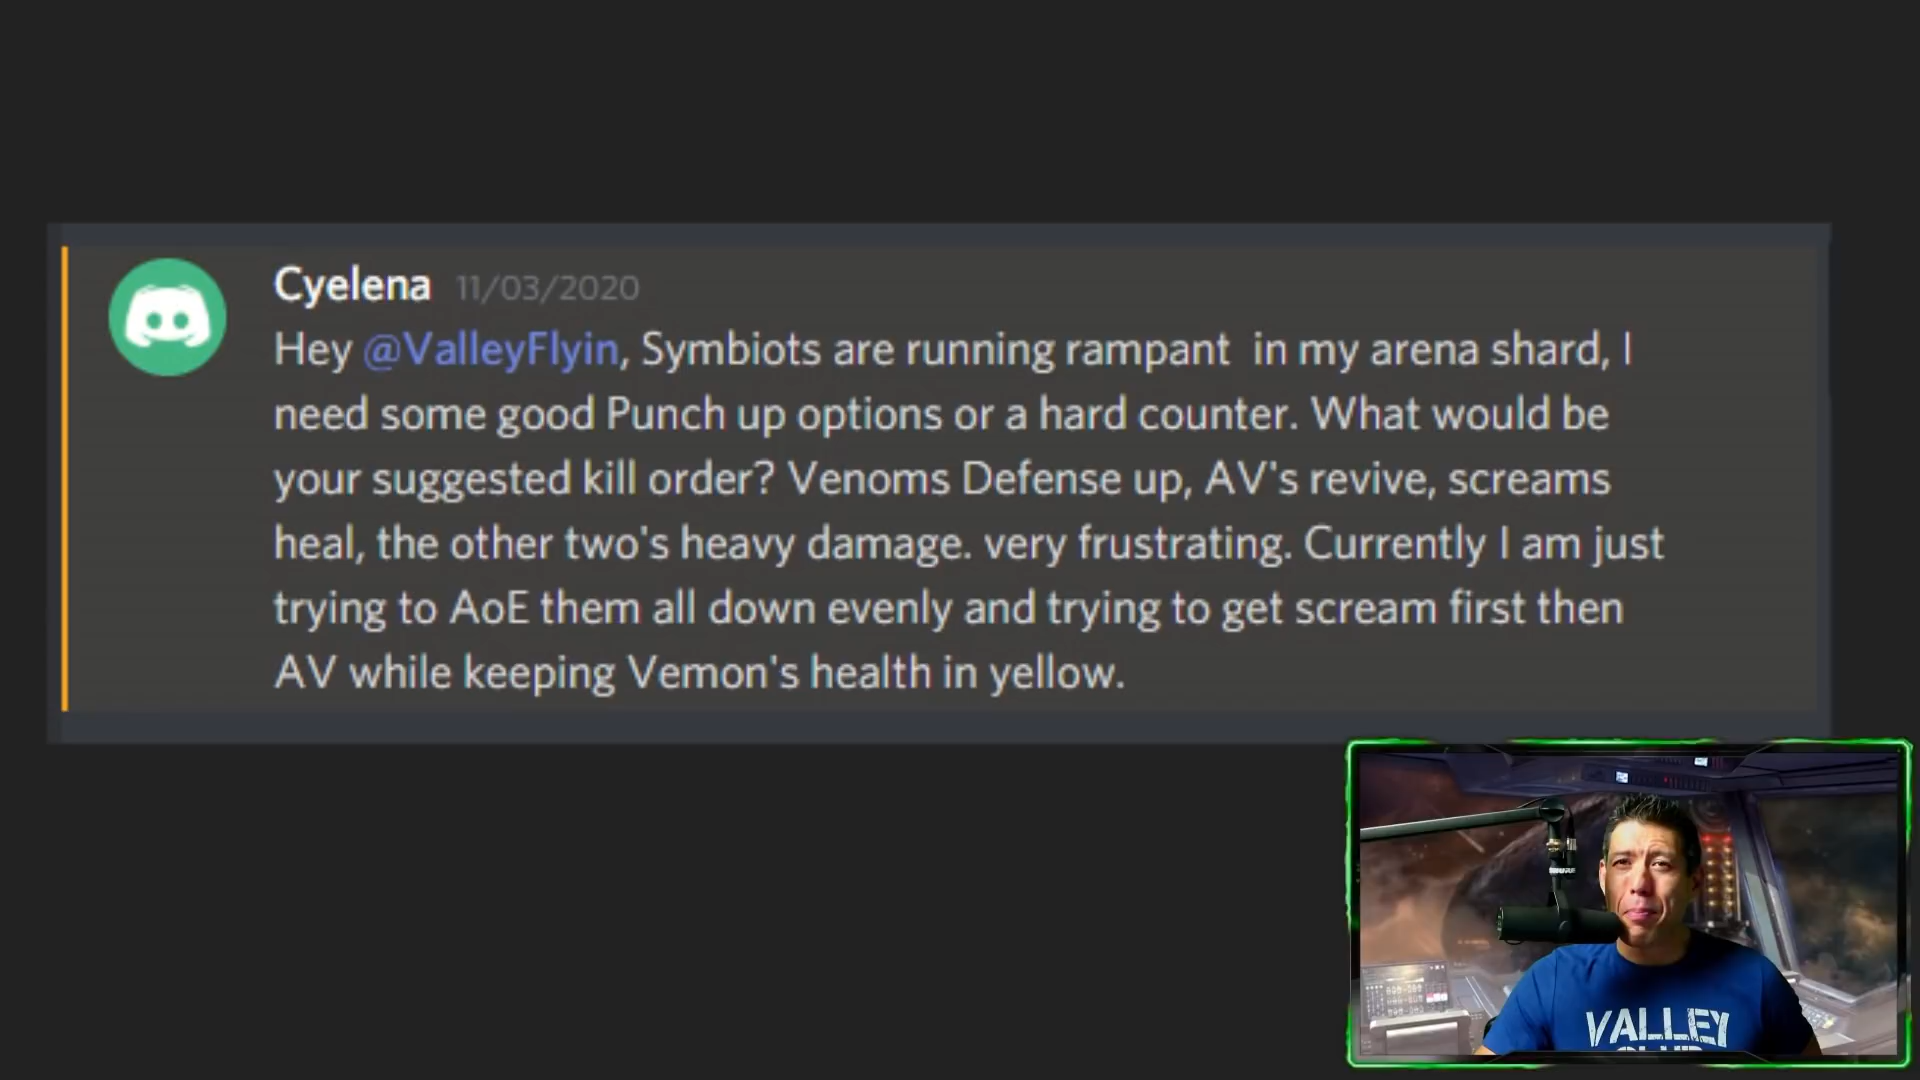 Cyelena 11/03/2020
Hey @ValleyFlyin, Symbiots are running rampant in my arena shard, I
need some good Punch up options or a hard counter. What would be
your suggested kill order? Venoms Defense up, AV's revive, screams
heal, the other two's heavy damage. very frustrating. Currently I am just
trying to AoE them all down evenly and trying to get scream first then
AV while keeping Vemon's health in yellow.
VALLEY